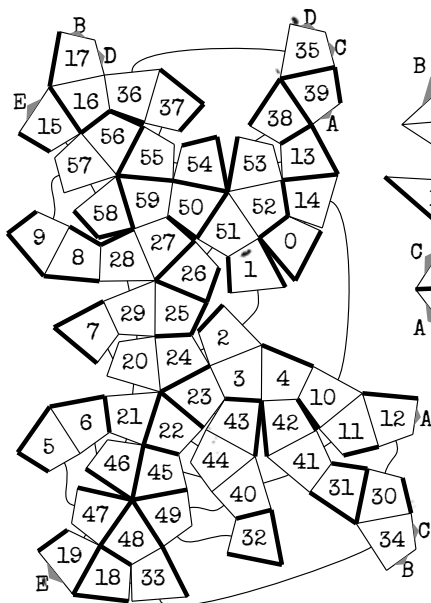 B D
17 D 35 C
E 16 36 37 39 B
15 56 38 A
57 55 54 53 13
59 50 52 14
58 51
9 27 0
8 28 26 1
C
29 25
7 2 A
20 24
3 4
23 10
6 21 43 42 12 A
5 22 11
46 45 44 41
47 49 40 31 30
48 32 34 C
19 B
E 18 33